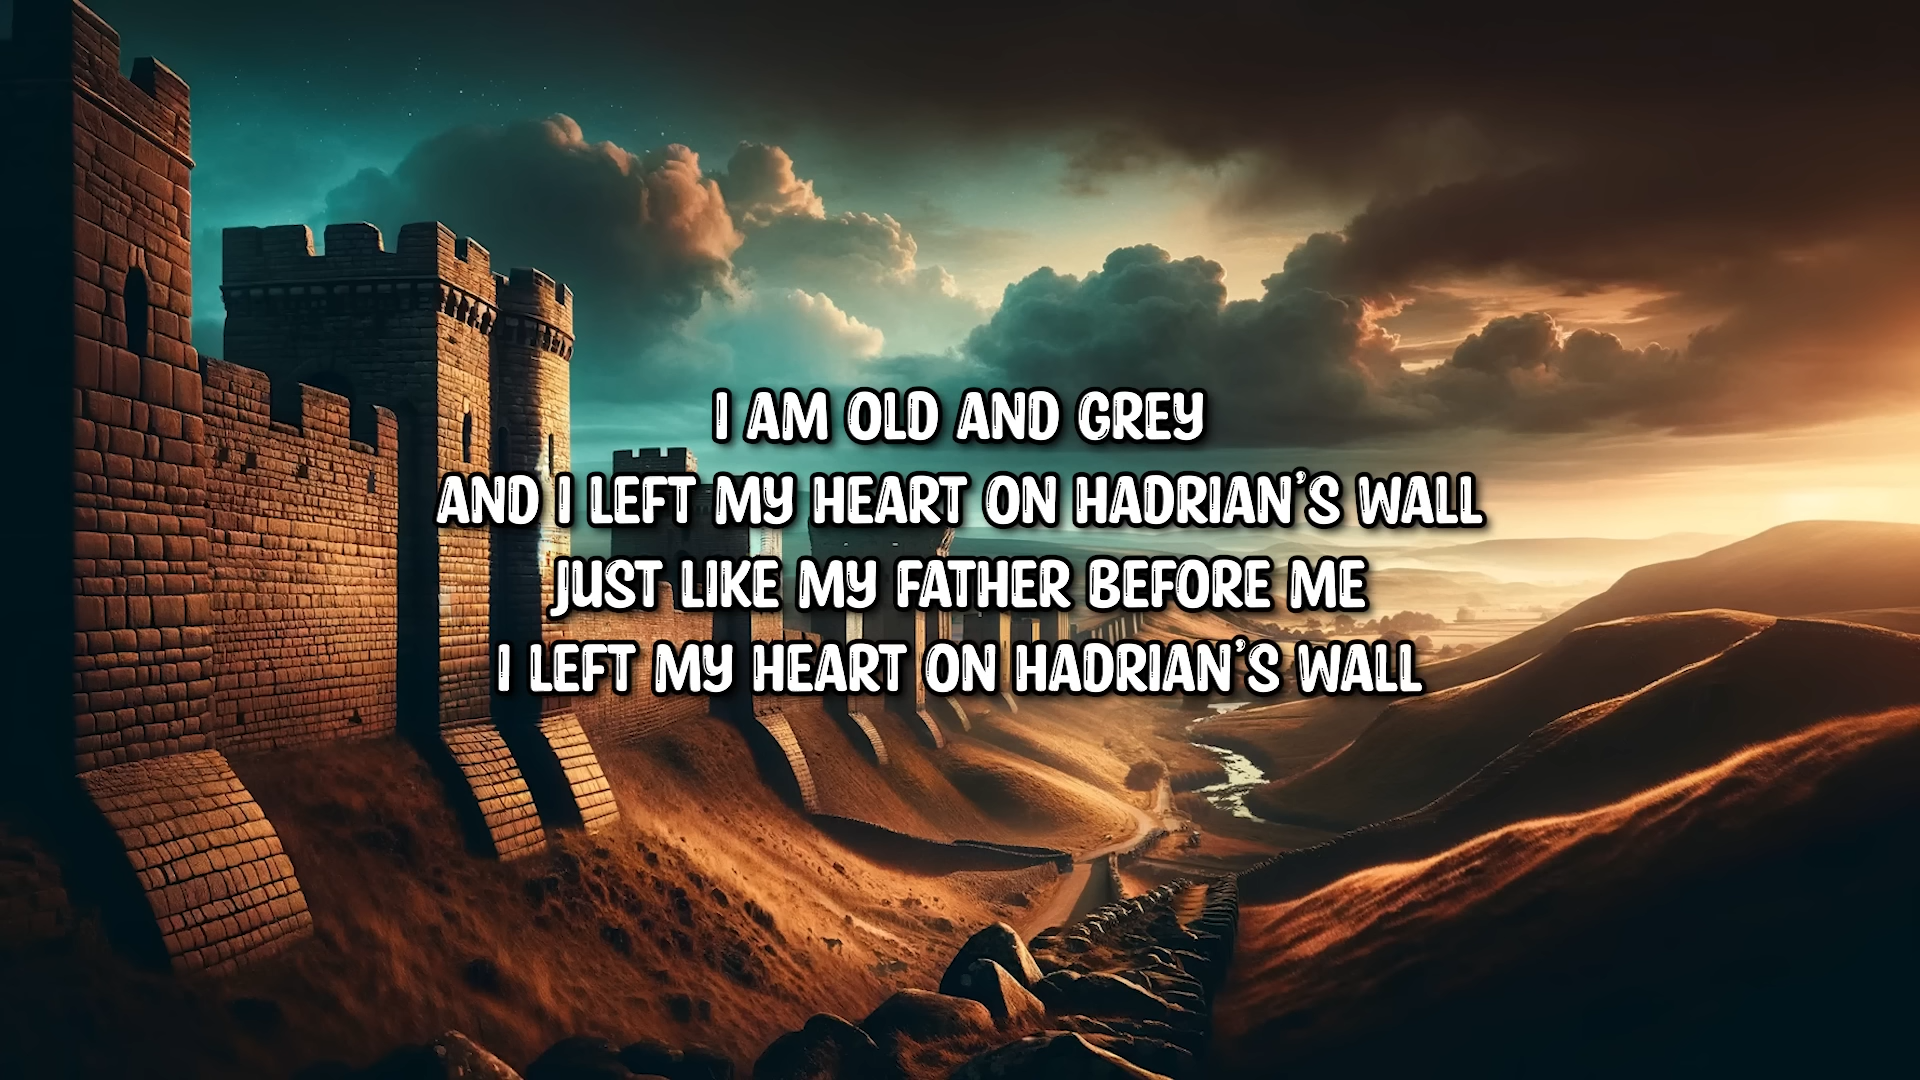 I AM OLD AND GREY
AND I LEFT MY HEART ON HADRIAN'S WALL
JUST LIKE MY FATHER BEFORE ME
I LEFT MY HEART ON HADRIAN'S WALL